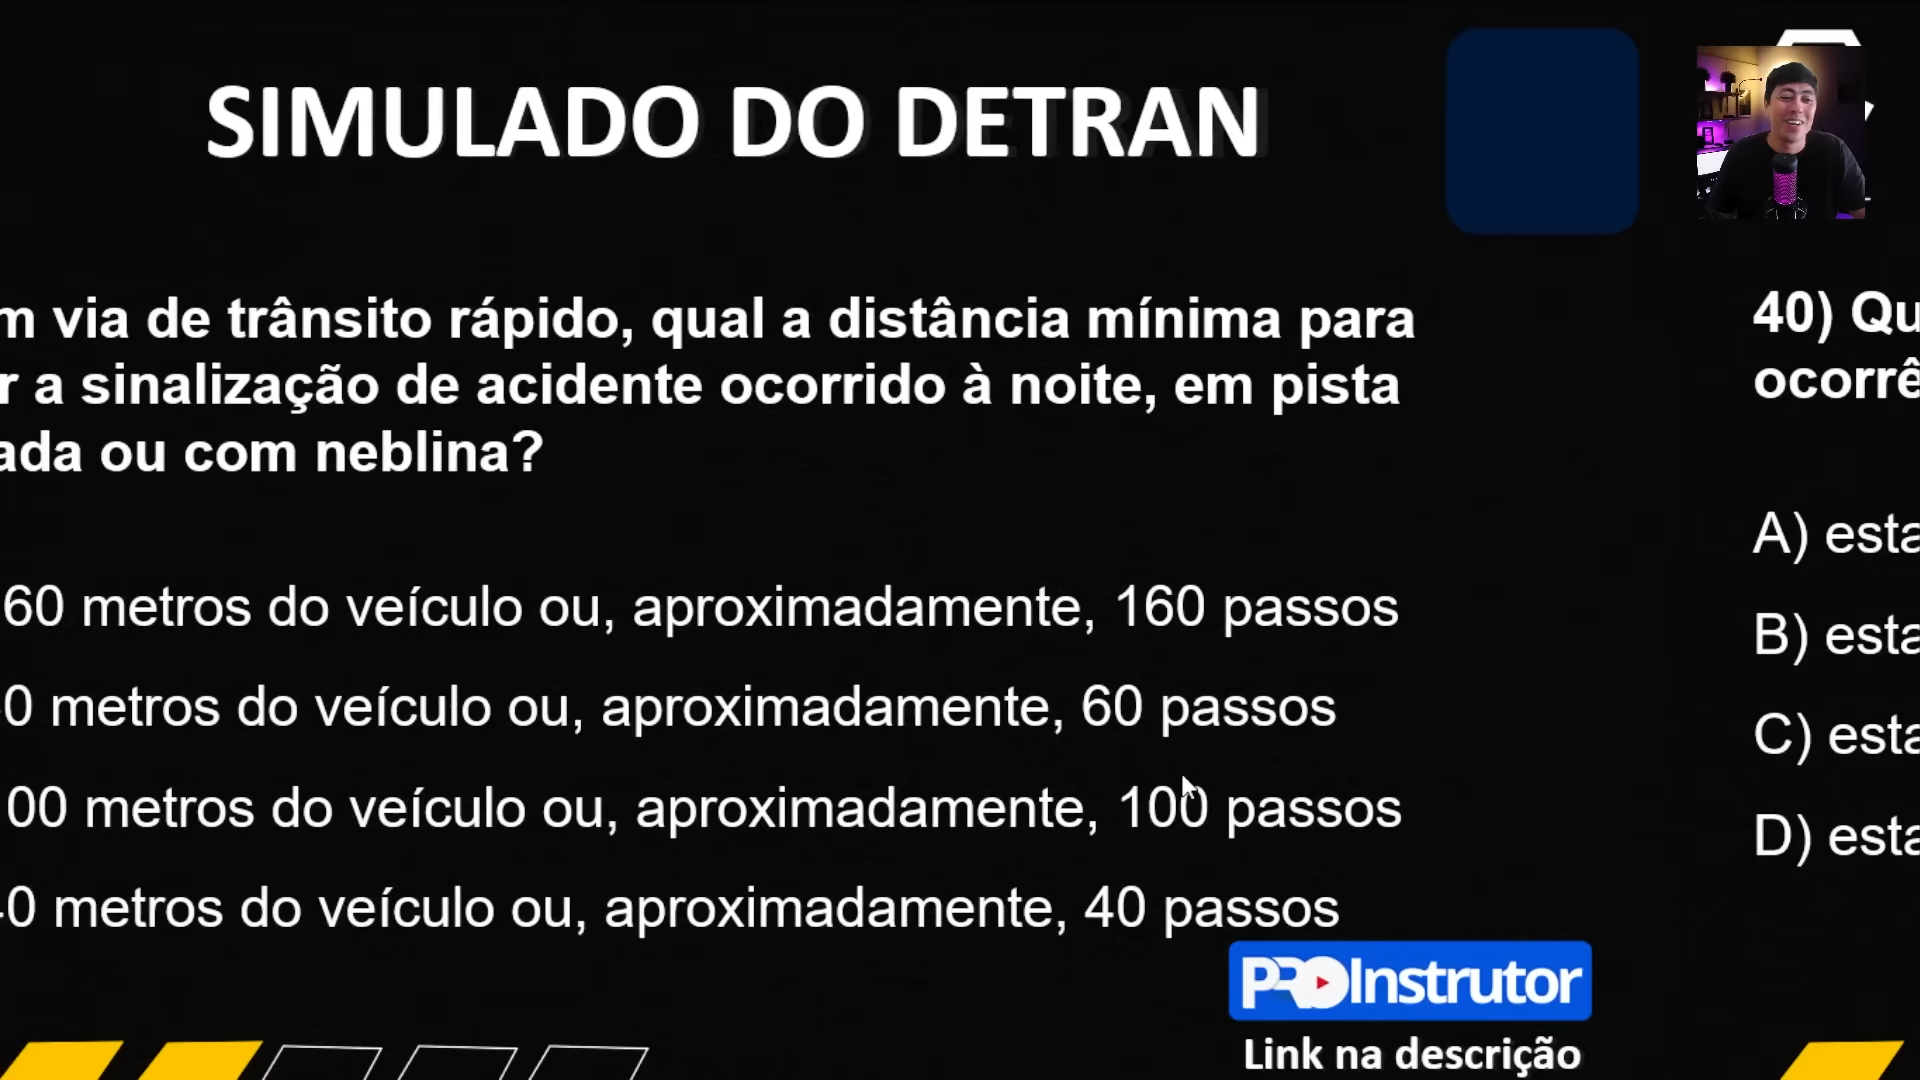 SIMULADO DO DETRAN
m via de trânsito rápido, qual a distância mínima para
r a sinalização de acidente ocorrido à noite, em pista
ada ou com neblina?
60 metros do veículo ou, aproximadamente, 160 passos
0 metros do veículo ou, aproximadamente, 60 passos
00 metros do veículo ou, aproximadamente, 100 passos
40 metros do veículo ou, aproximadamente, 40 passos
40) Qu
ocorrê
A) esta
B) esta
C) esta
D) esta
PROInstrutor
Link na descrição